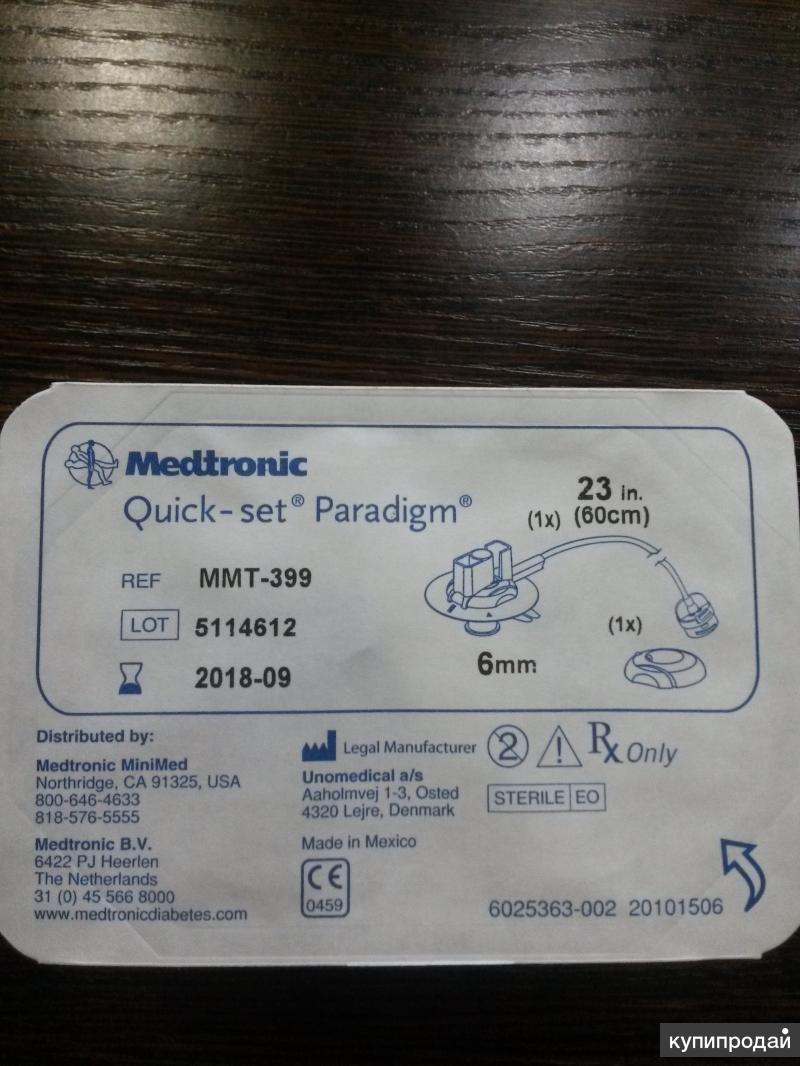 Medtronic
Quick-set® Paradigm®
23 in.
(1x) (60cm)
REF MMT-399
LOT 5114612
2018-09
(1x)
6mm
Distributed by:
Medtronic MiniMed
Northridge, CA 91325, USA
800-646-4633
818-576-5555
Medtronic B.V.
6422 PJ Heerlen
The Netherlands
31 (0) 45 566 8000
www.medtronicdiabetes.com
Legal Manufacturer
Unomedical a/s
Aaholmvej 1-3, Osted
4320 Lejre, Denmark
Made in Mexico
CE
0459
2
!
Rx Only
STERILE EO
6025363-002 20101506
купипродай